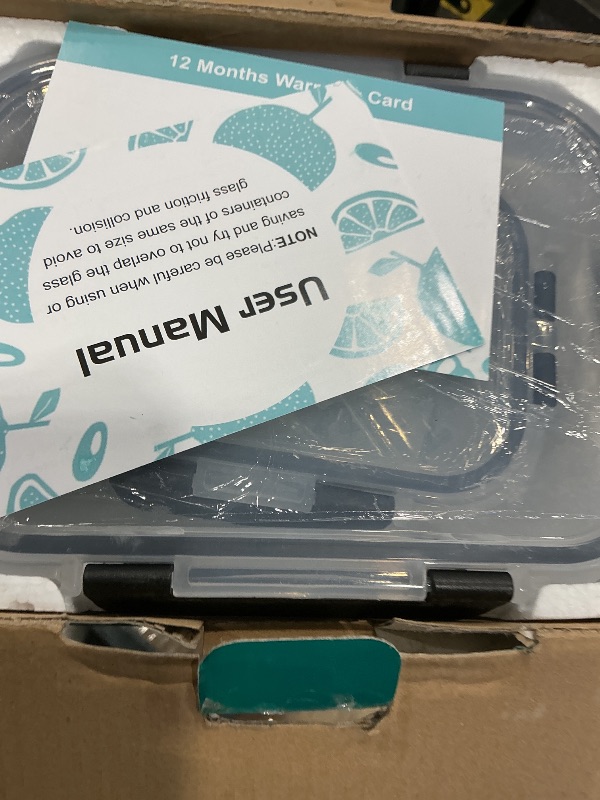 12 Months Card
User Manual
NOTE:Please be careful when using or
saving and try not to overlap the glass
containers of the same size to avoid
glass friction and collision.